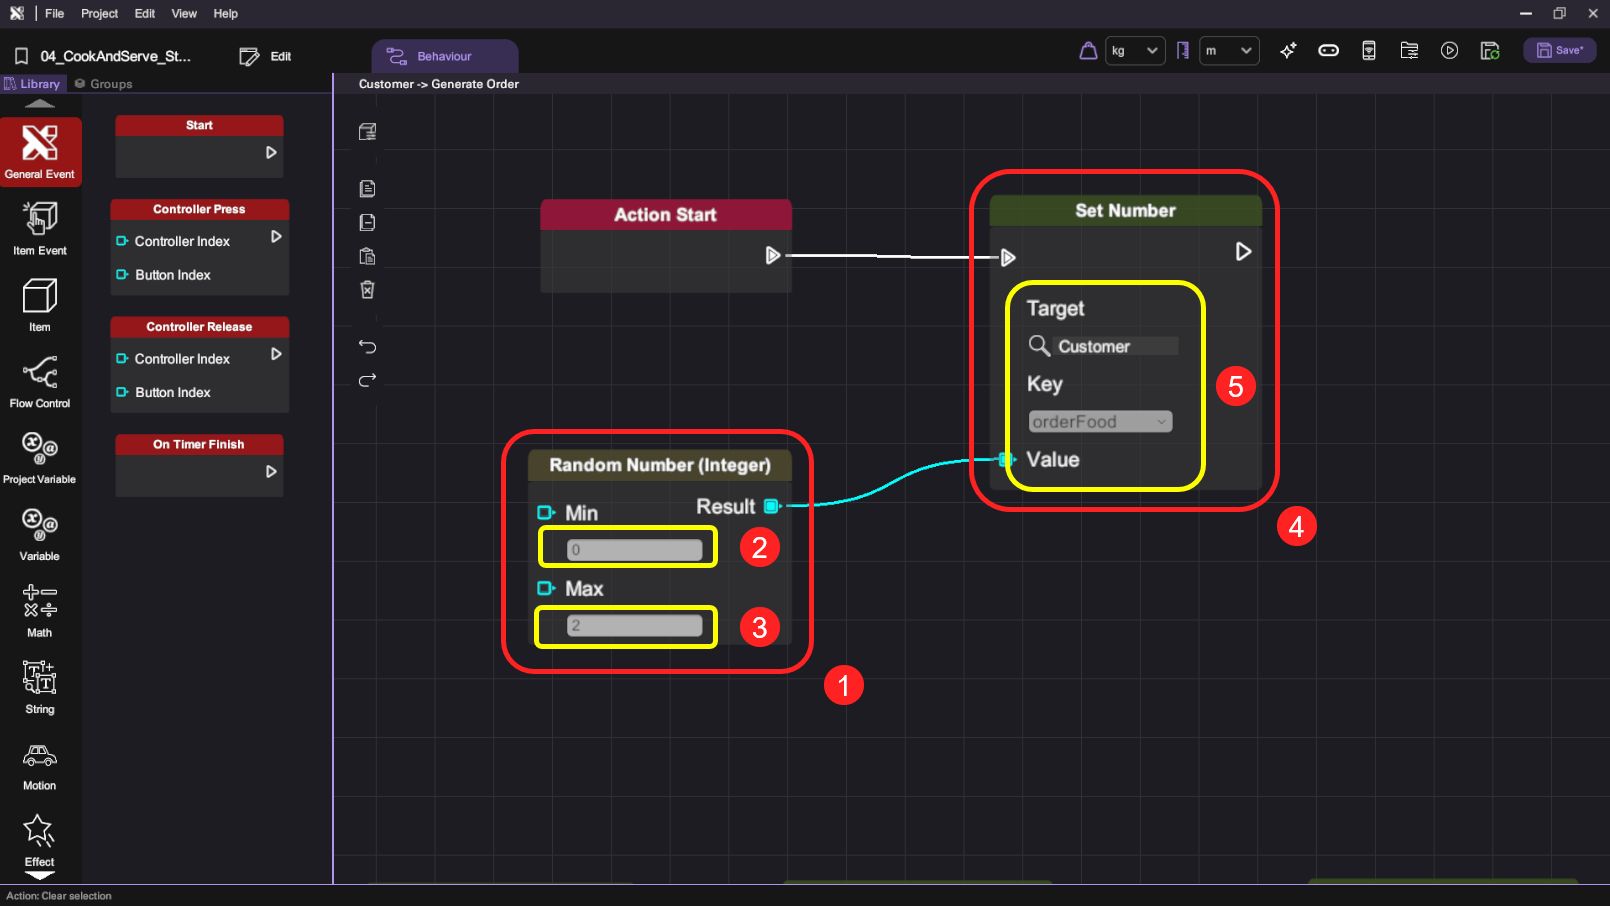 File Project Edit View Help
04_CookAndServe_St... Edit Behaviour kg m Save*
Library Groups Customer -> Generate Order
General Event
Item Event
Item
Flow Control
Project Variable
Variable
Math
String
Motion
Effect
Start
Controller Press
Controller Index
Button Index
Controller Release
Controller Index
Button Index
On Timer Finish
Action Start
Set Number
Target
Customer
Key
orderFood
Value
5
4
Random Number (Integer)
Min Result
0
2
Max
2
3
1
Action: Clear selection